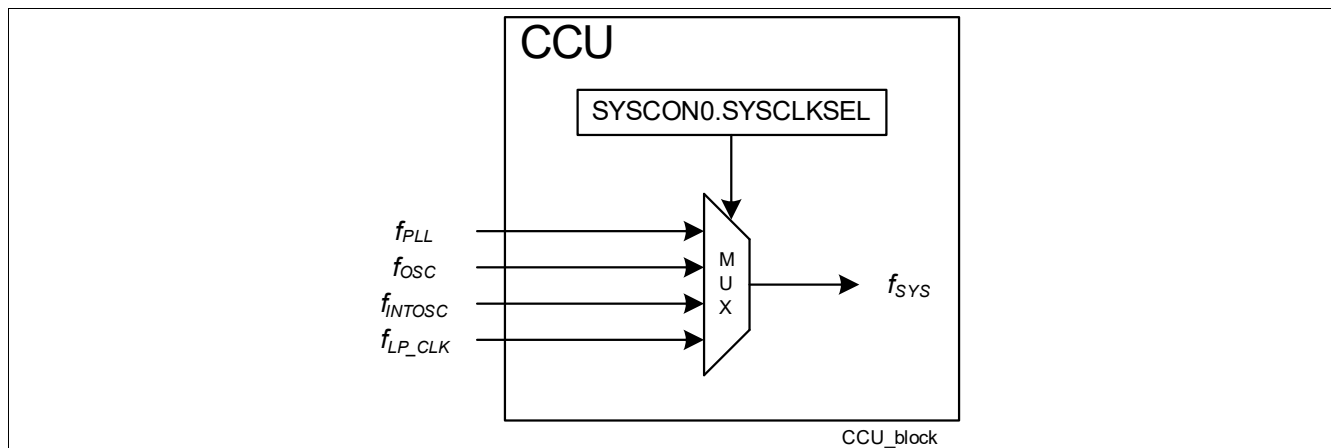 CCU
SYSCON0.SYSCLKSEL
fPLL
fOSC
fINTOSC
fLP_CLK
M
U
X
fSYS
CCU_block